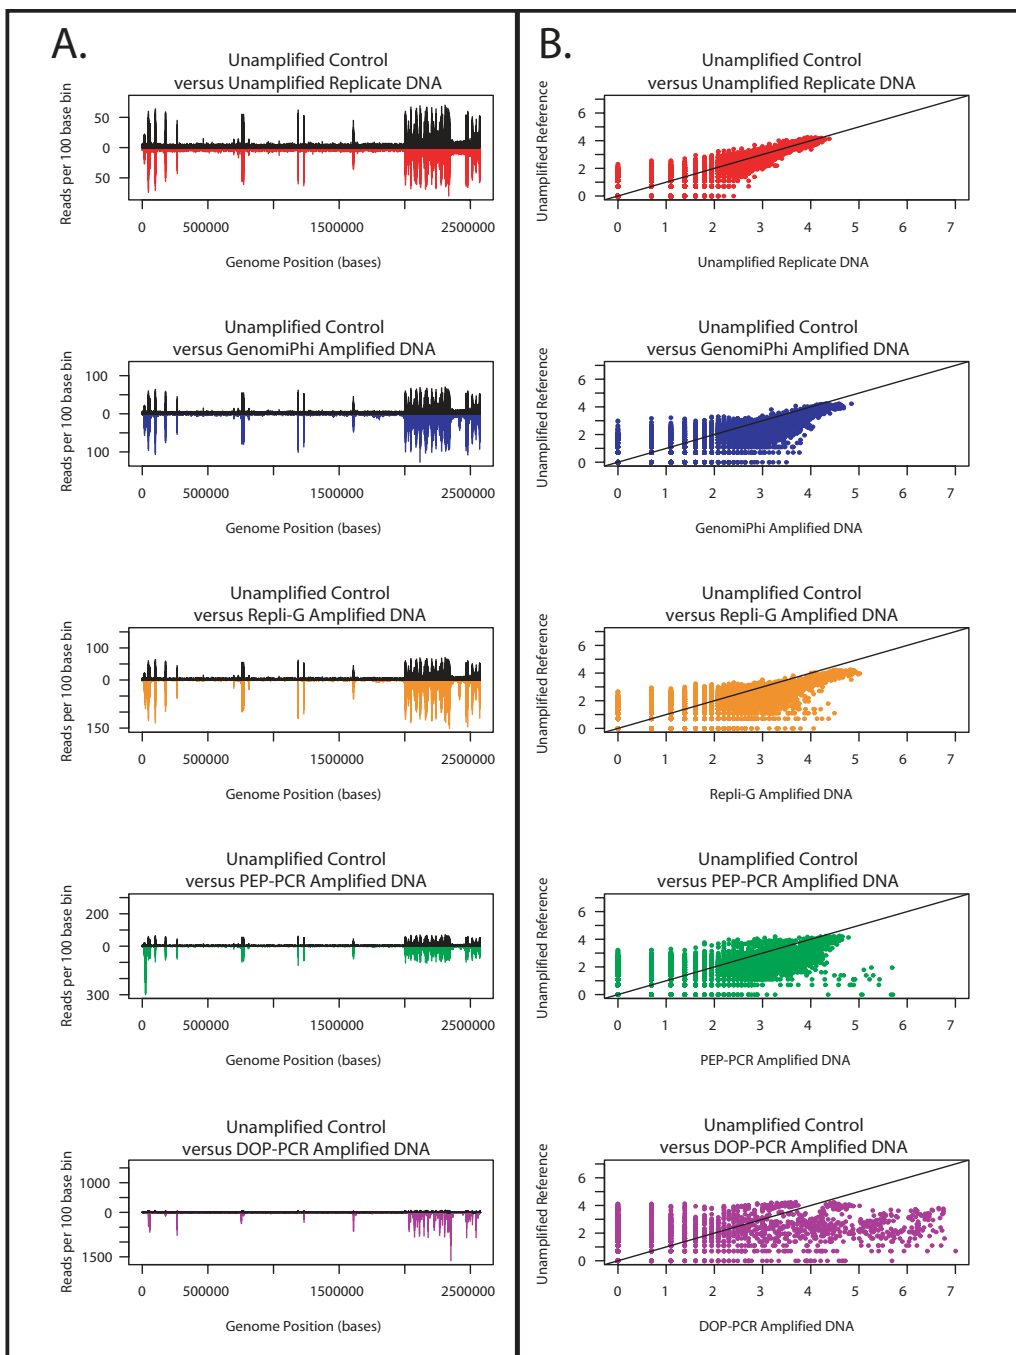 A.
Unamplified Control
versus Unamplified Replicate DNA
Reads per 100 base bin
50
0
50
0 500000 1500000 2500000
Genome Position (bases)
Unamplified Control
versus GenomiPhi Amplified DNA
Reads per 100 base bin
100
0
100
0 500000 1500000 2500000
Genome Position (bases)
Unamplified Control
versus Repli-G Amplified DNA
Reads per 100 base bin
100
0
150
0 500000 1500000 2500000
Genome Position (bases)
Unamplified Control
versus PEP-PCR Amplified DNA
Reads per 100 base bin
200
0
300
0 500000 1500000 2500000
Genome Position (bases)
Unamplified Control
versus DOP-PCR Amplified DNA
Reads per 100 base bin
1000
0
1500
0 500000 1500000 2500000
Genome Position (bases)
B.
Unamplified Control
versus Unamplified Replicate DNA
Unamplified Reference
6
4
2
0
0 1 2 3 4 5 6 7
Unamplified Replicate DNA
Unamplified Control
versus GenomiPhi Amplified DNA
Unamplified Reference
6
4
2
0
0 1 2 3 4 5 6 7
GenomiPhi Amplified DNA
Unamplified Control
versus Repli-G Amplified DNA
Unamplified Reference
6
4
2
0
0 1 2 3 4 5 6 7
Repli-G Amplified DNA
Unamplified Control
versus PEP-PCR Amplified DNA
Unamplified Reference
6
4
2
0
0 1 2 3 4 5 6 7
PEP-PCR Amplified DNA
Unamplified Control
versus DOP-PCR Amplified DNA
Unamplified Reference
6
4
2
0
0 1 2 3 4 5 6 7
DOP-PCR Amplified DNA